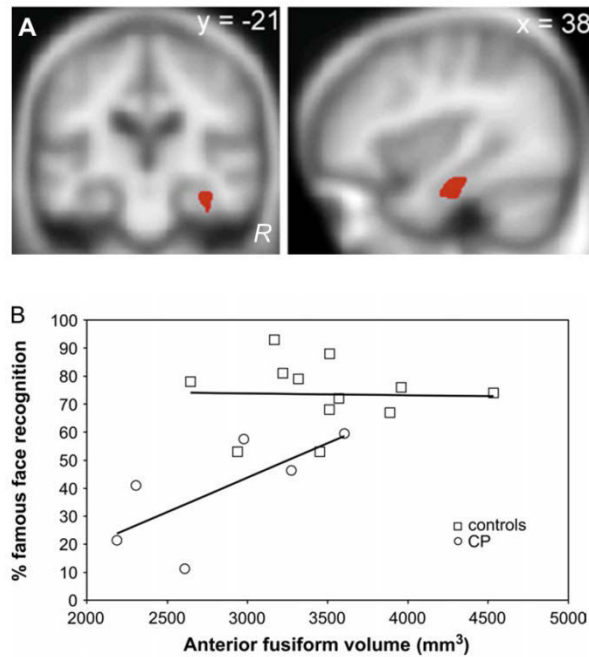 A
y = -21
x = 38
R
B
100
90
80
70
60
50
40
30
20
10
0
% famous face recognition
controls
CP
2000 2500 3000 3500 4000 4500 5000
Anterior fusiform volume (mm³)